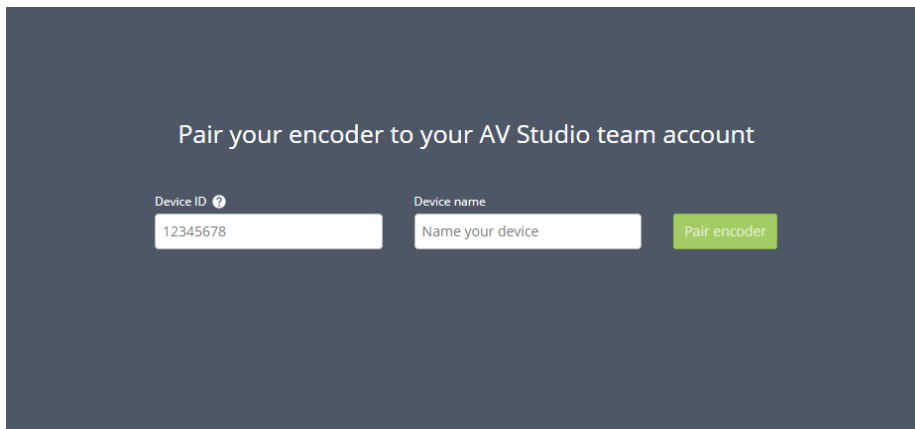 Pair your encoder to your AV Studio team account
Device ID ?
Device name
12345678
Name your device
Pair encoder